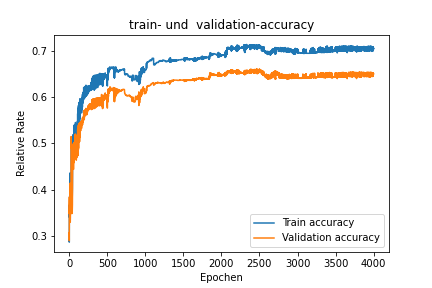 train- und  validation-accuracy
Relative Rate
0.7
0.6
0.5
0.4
0.3
0 500 1000 1500 2000 2500 3000 3500 4000
Epochen
Train accuracy
Validation accuracy